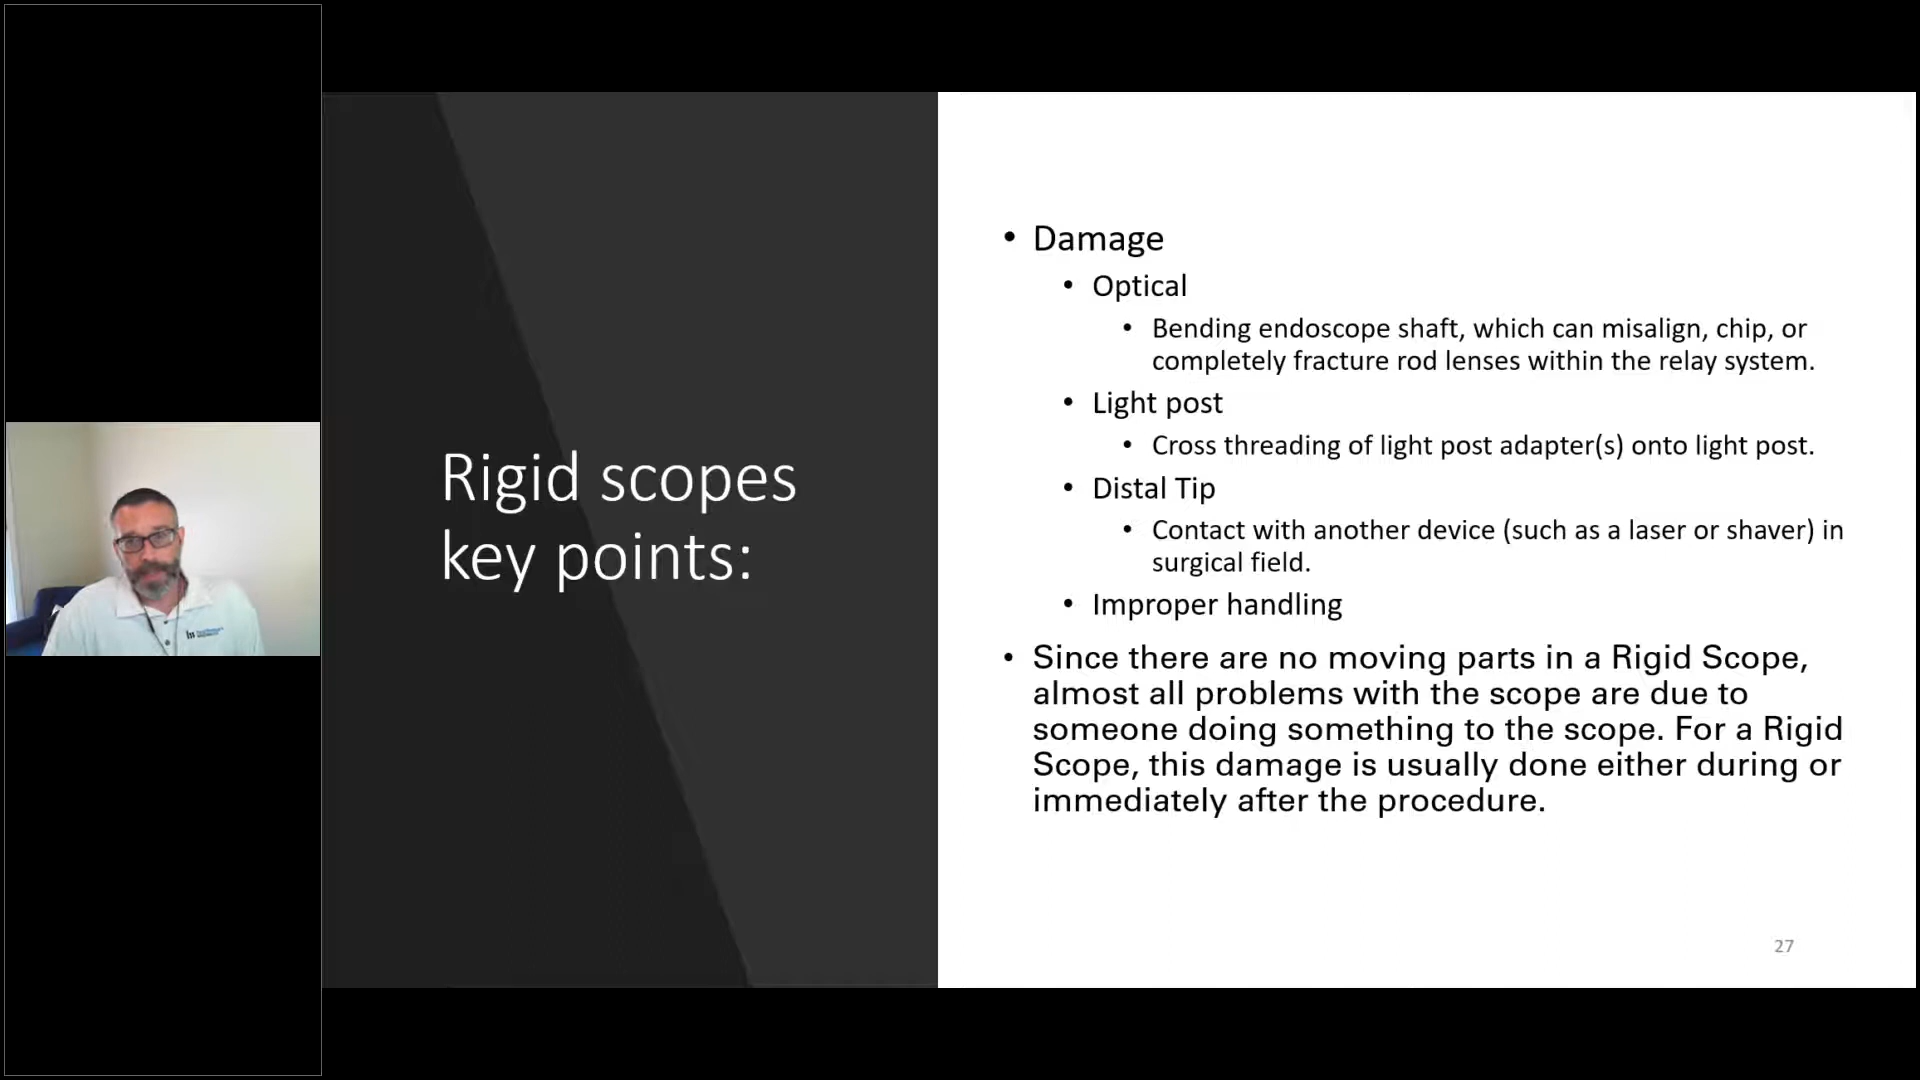 Rigid scopes
key points:
• Damage
• Optical
• Bending endoscope shaft, which can misalign, chip, or
completely fracture rod lenses within the relay system.
• Light post
• Cross threading of light post adapter(s) onto light post.
• Distal Tip
• Contact with another device (such as a laser or shaver) in
surgical field.
• Improper handling
• Since there are no moving parts in a Rigid Scope,
almost all problems with the scope are due to
someone doing something to the scope. For a Rigid
Scope, this damage is usually done either during or
immediately after the procedure.
27